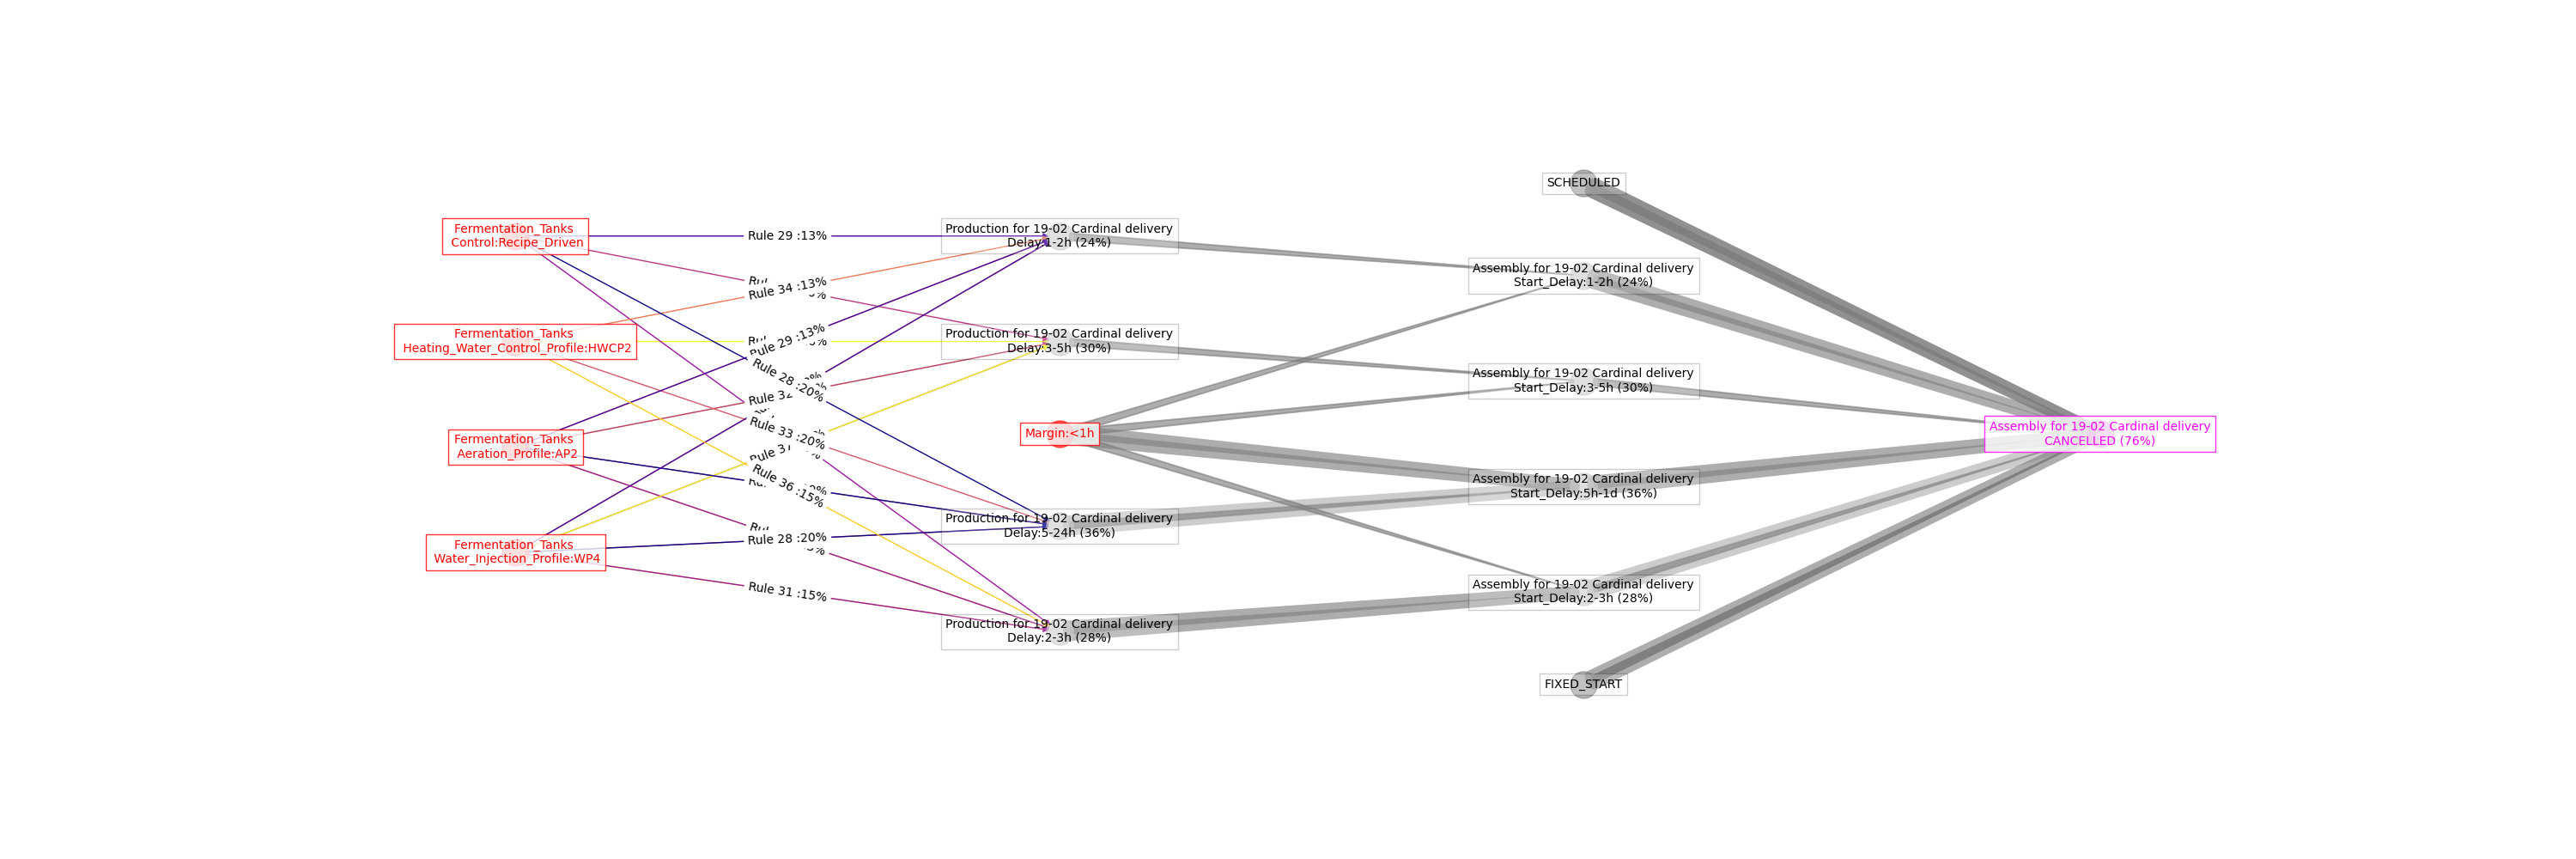 Fermentation_Tanks
Control:Recipe_Driven
Fermentation_Tanks
Heating_Water_Control_Profile:HWCP2
Fermentation_Tanks
Aeration_Profile:AP2
Fermentation_Tanks
Water_Injection_Profile:WP4
Rule 29 :13%
Rule 34 :13%
Rule 29 :13%
Rule 28 :20%
Rule 32
Rule 33 :20%
Rule 36 :15%
Rule 28 :20%
Rule 31 :15%
Production for 19-02 Cardinal delivery
Delay:1-2h (24%)
Production for 19-02 Cardinal delivery
Delay:3-5h (30%)
Margin:<1h
Production for 19-02 Cardinal delivery
Delay:5-24h (36%)
Production for 19-02 Cardinal delivery
Delay:2-3h (28%)
SCHEDULED
Assembly for 19-02 Cardinal delivery
Start_Delay:1-2h (24%)
Assembly for 19-02 Cardinal delivery
Start_Delay:3-5h (30%)
Assembly for 19-02 Cardinal delivery
Start_Delay:5h-1d (36%)
Assembly for 19-02 Cardinal delivery
Start_Delay:2-3h (28%)
FIXED_START
Assembly for 19-02 Cardinal delivery
CANCELLED (76%)